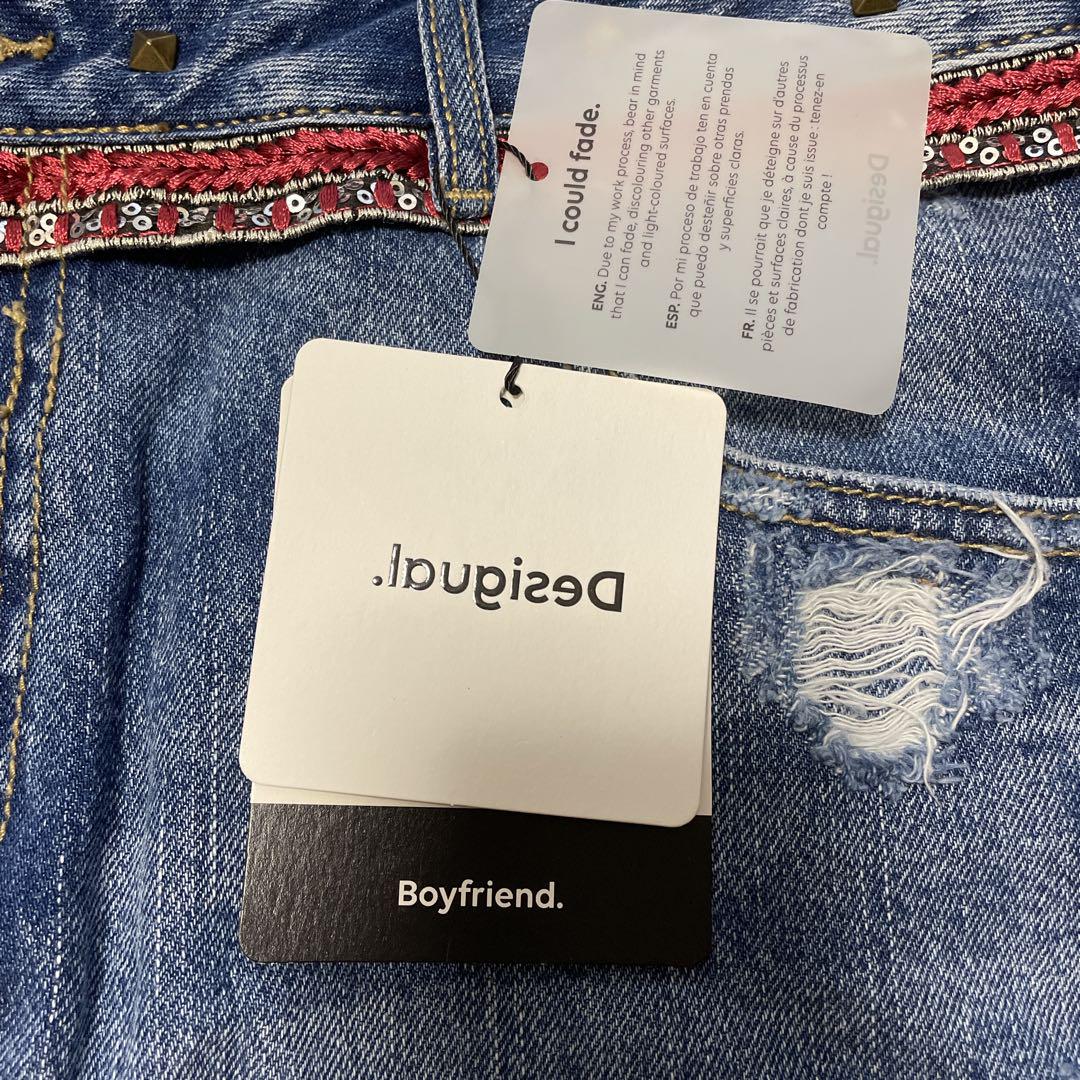 I could fade.
ENG. Due to my work process, bear in mind
that I can fade, discolouring other garments
and light-coloured surfaces.
ESP. Por mi proceso de trabajo ten en cuenta
que puedo desteñir sobre otras prendas
y superficies claras.
FR. Il se pourrait que je déteigne sur d'autres
pièces et surfaces claires, à cause du processus
de fabrication dont je suis issue : tenez-en
compte !
Desigual.
Desigual.
Boyfriend.